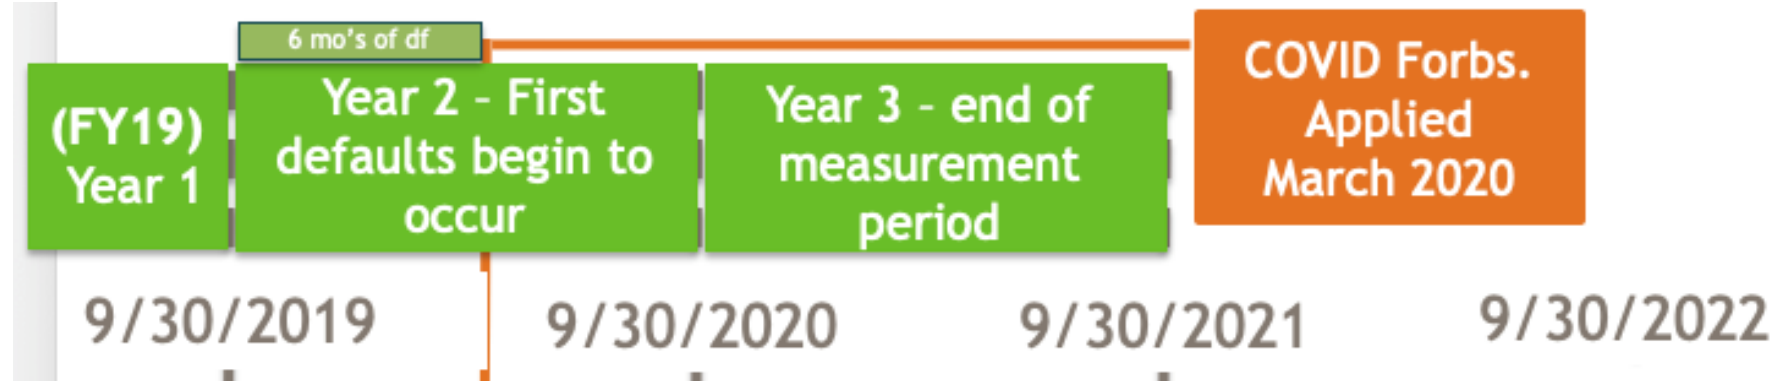 6 mo's of df
(FY19)
Year 1
Year 2 – First
defaults begin to
occur
Year 3 – end of
measurement
period
COVID Forbs.
Applied
March 2020
9/30/2019
9/30/2020
9/30/2021
9/30/2022